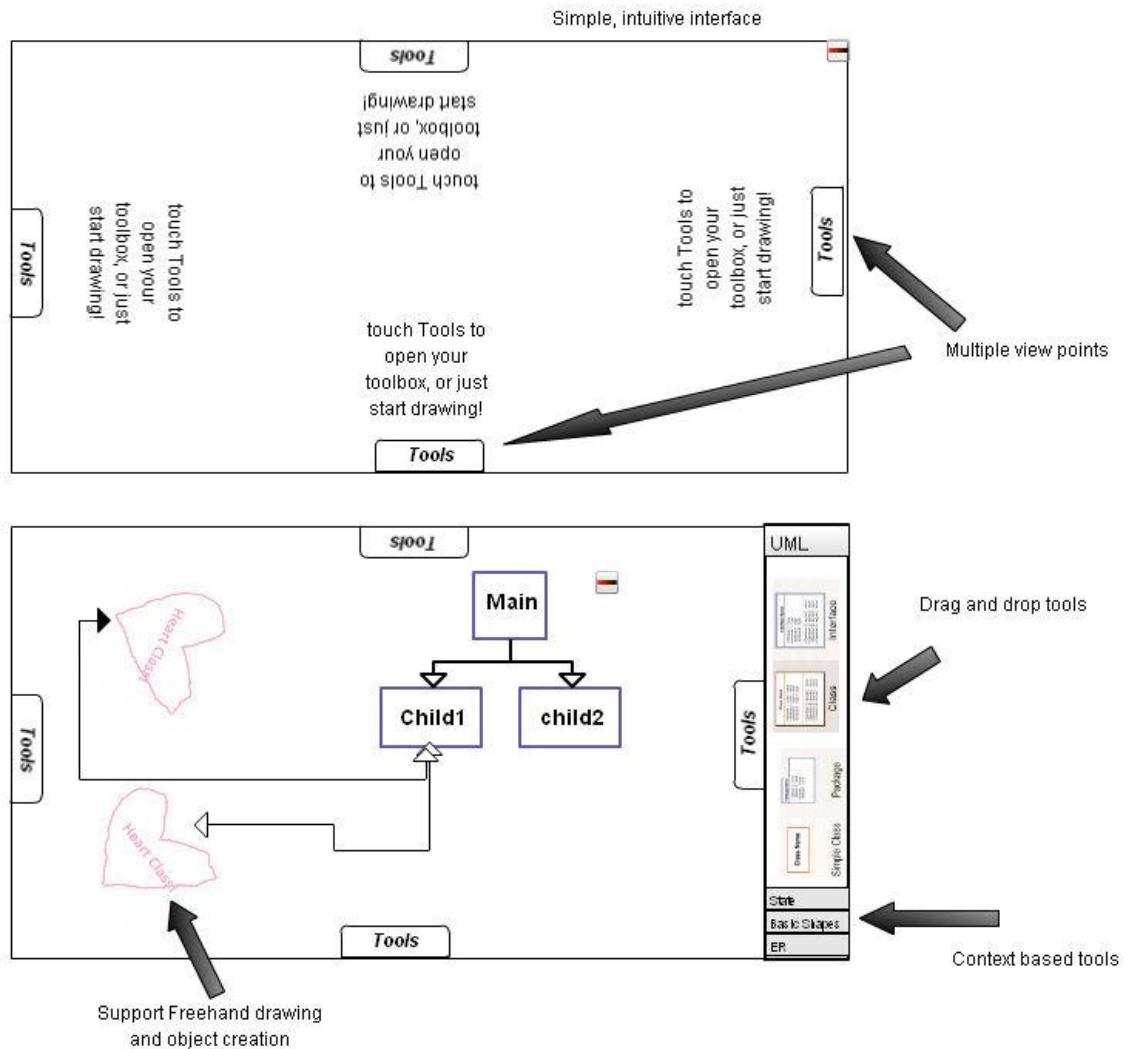 Simple, intuitive interface
Tools
touch Tools to
open your
toolbox, or just
start drawing!
Tools
touch Tools to
open your
toolbox, or just
start drawing!
touch Tools to
open your
toolbox, or just
start drawing!
Tools
touch Tools to
open your
toolbox, or just
start drawing!
Tools
Multiple view points
Tools
UML
Main
Heart Class!
Interface
Drag and drop tools
Tools
Child1
child2
Tools
Class
Package
Heart Class!
Class Name
Simple Class
State
Basic Shapes
ER
Tools
Context based tools
Support Freehand drawing
and object creation